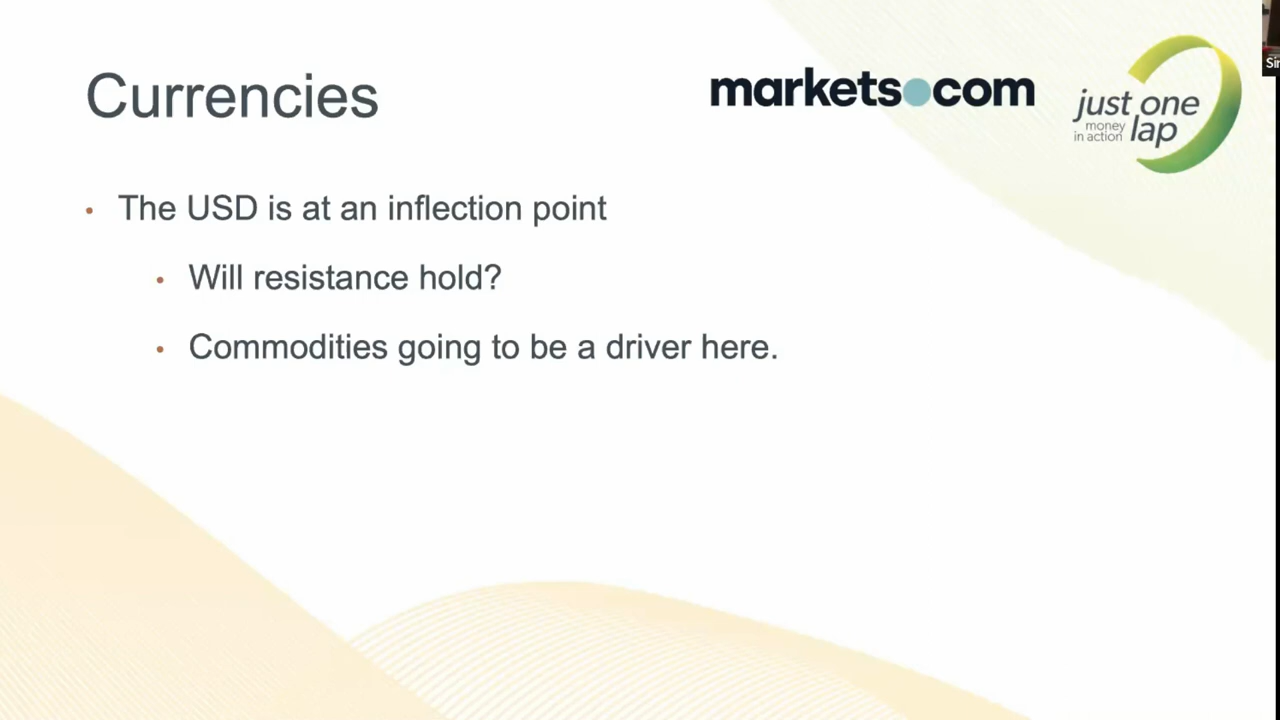 Currencies
markets.com
just one
money
in action lap
The USD is at an inflection point
Will resistance hold?
Commodities going to be a driver here.